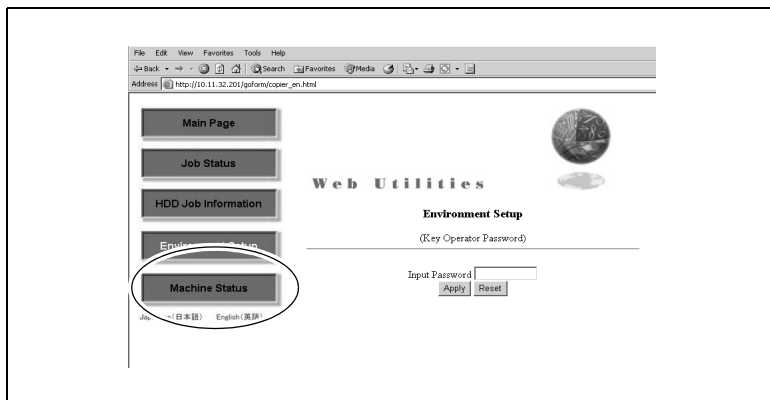 File Edit View Favorites Tools Help
Back Search Favorites Media
Address http://10.11.32.201/goform/copier_en.html
Main Page
Job Status
HDD Job Information
Web Utilities
Environment Setup
(Key Operator Password)
Input Password
Apply Reset
Environment Setup
Machine Status
(日本語) English(英語)